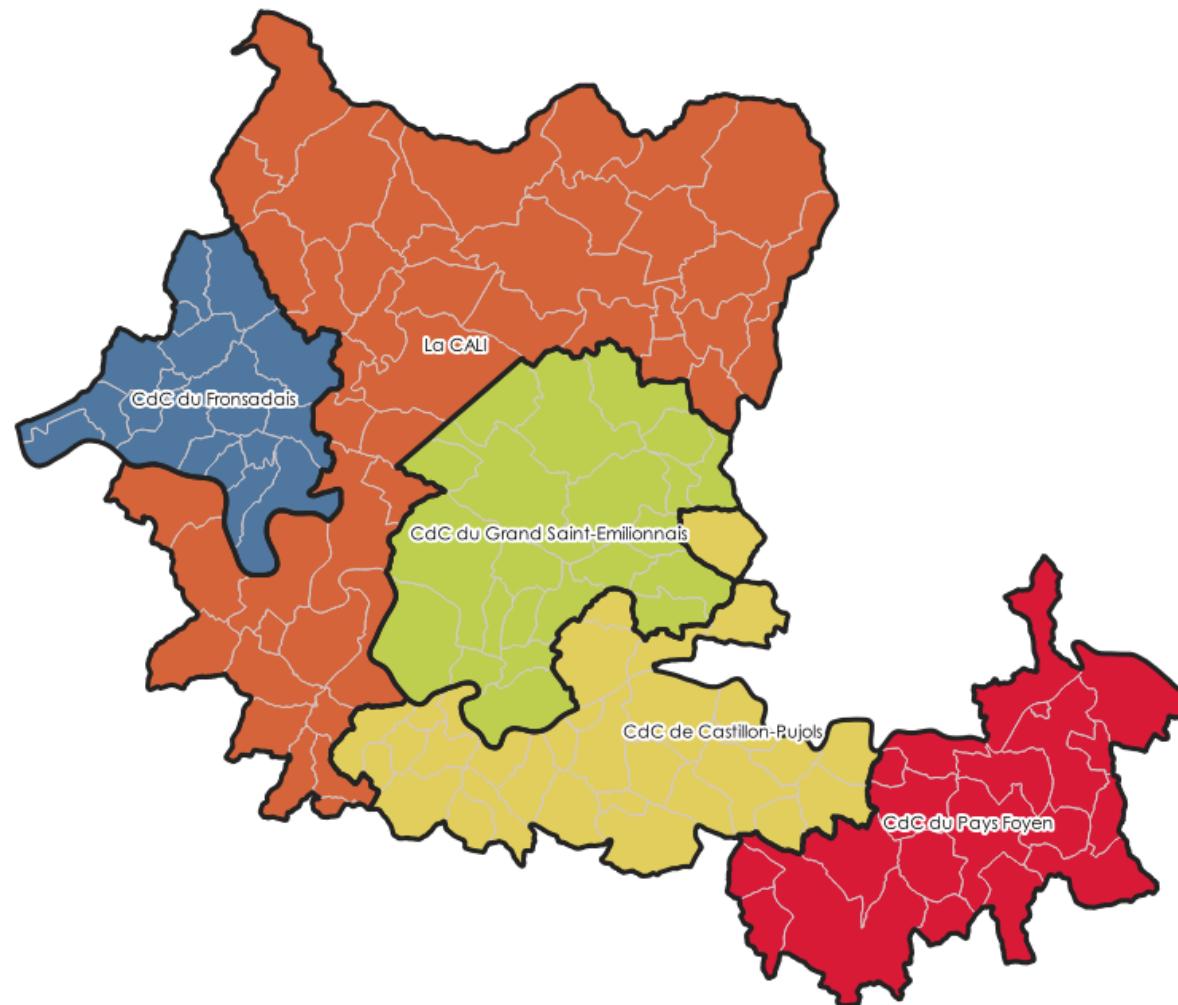 La CALI
CdC du Fronsadais
CdC du Grand Saint-Emilionnais
CdC de Castillon-Pujols
CdC du Pays Foyen